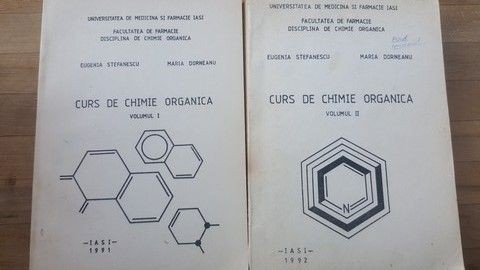 UNIVERSITATEA DE MEDICINA SI FARMACIE IASI
FACULTATEA DE FARMACIE
DISCIPLINA DE CHIMIE ORGANICA
EUGENIA STEFANESCU MARIA DORNEANU
CURS DE CHIMIE ORGANICA
VOLUMUL I
—IASI—
1991
UNIVERSITATEA DE MEDICINA SI FARMACIE IASI
FACULTATEA DE FARMACIE
DISCIPLINA DE CHIMIE ORGANICA
EUGENIA STEFANESCU MARIA DORNEANU
CURS DE CHIMIE ORGANICA
VOLUMUL II
N
—IASI—
1992